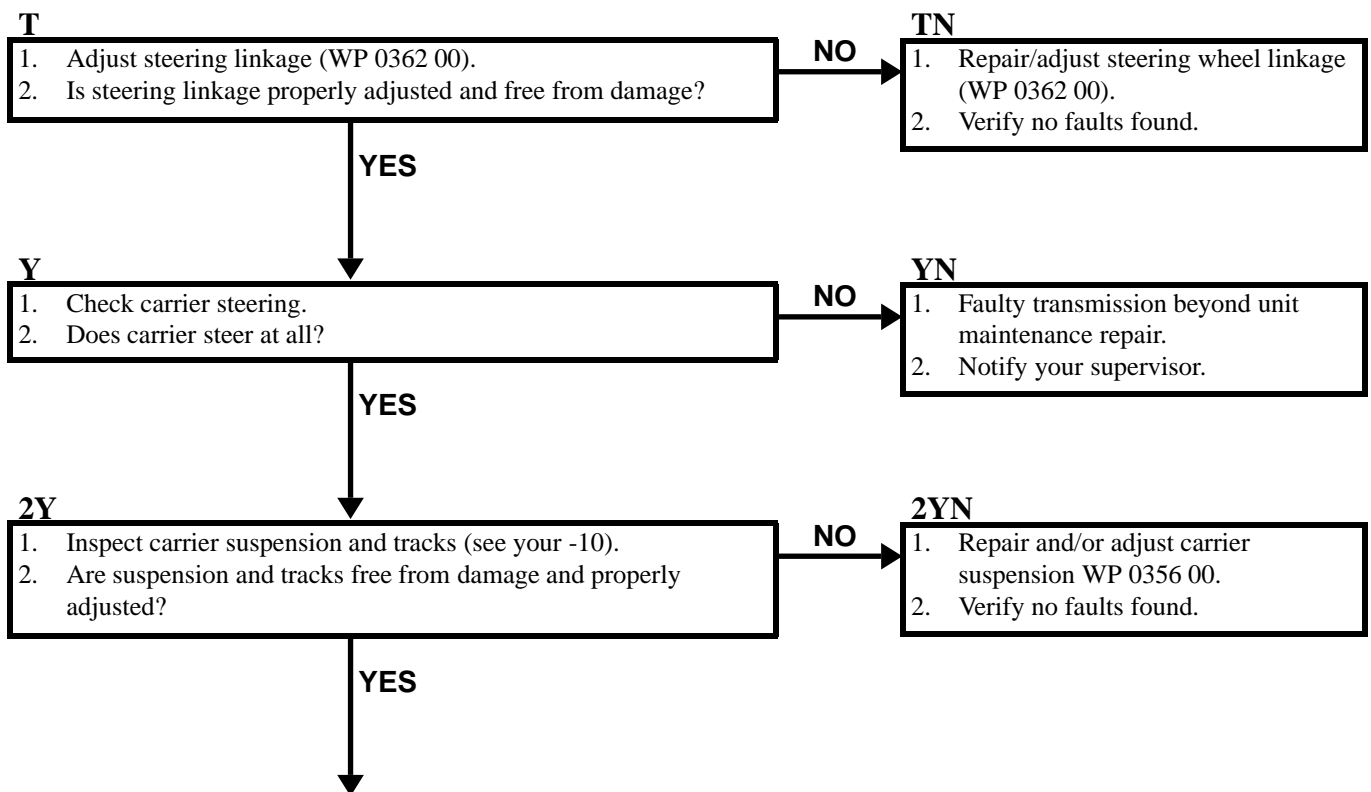 T
1. Adjust steering linkage (WP 0362 00).
2. Is steering linkage properly adjusted and free from damage?
NO
TN
1. Repair/adjust steering wheel linkage
(WP 0362 00).
2. Verify no faults found.
YES
Y
1. Check carrier steering.
2. Does carrier steer at all?
NO
YN
1. Faulty transmission beyond unit
maintenance repair.
2. Notify your supervisor.
YES
2Y
1. Inspect carrier suspension and tracks (see your -10).
2. Are suspension and tracks free from damage and properly
adjusted?
NO
2YN
1. Repair and/or adjust carrier
suspension WP 0356 00.
2. Verify no faults found.
YES